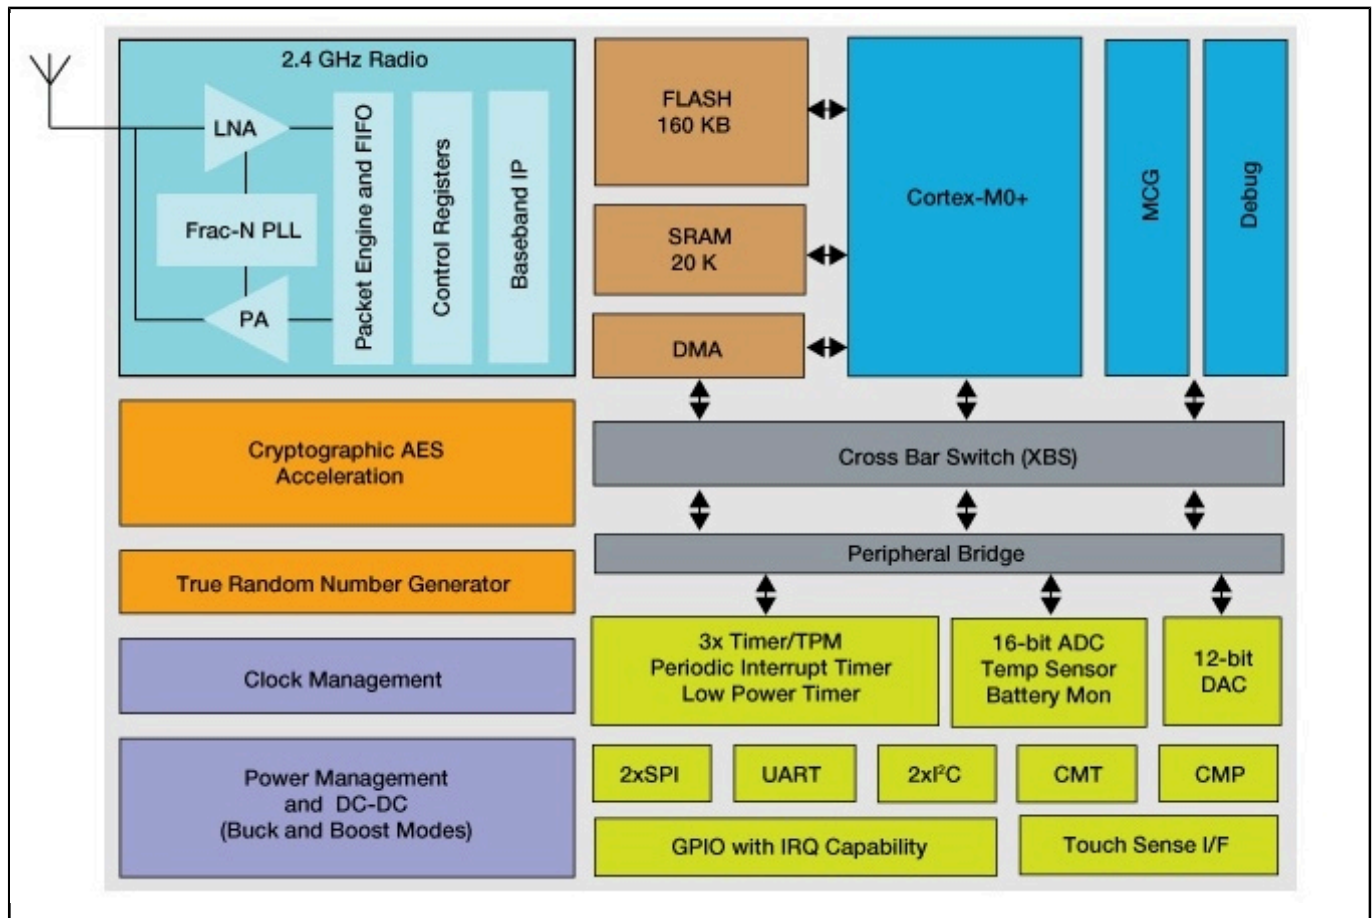 2.4 GHz Radio
LNA
Frac-N PLL
PA
Packet Engine and FIFO
Control Registers
Baseband IP
FLASH
160 KB
SRAM
20 K
DMA
Cortex-M0+
MCG
Debug
Cryptographic AES
Acceleration
Cross Bar Switch (XBS)
Peripheral Bridge
True Random Number Generator
Clock Management
3x Timer/TPM
Periodic Interrupt Timer
Low Power Timer
16-bit ADC
Temp Sensor
Battery Mon
12-bit
DAC
Power Management
and DC-DC
(Buck and Boost Modes)
2xSPI
UART
2xI²C
CMT
CMP
GPIO with IRQ Capability
Touch Sense I/F